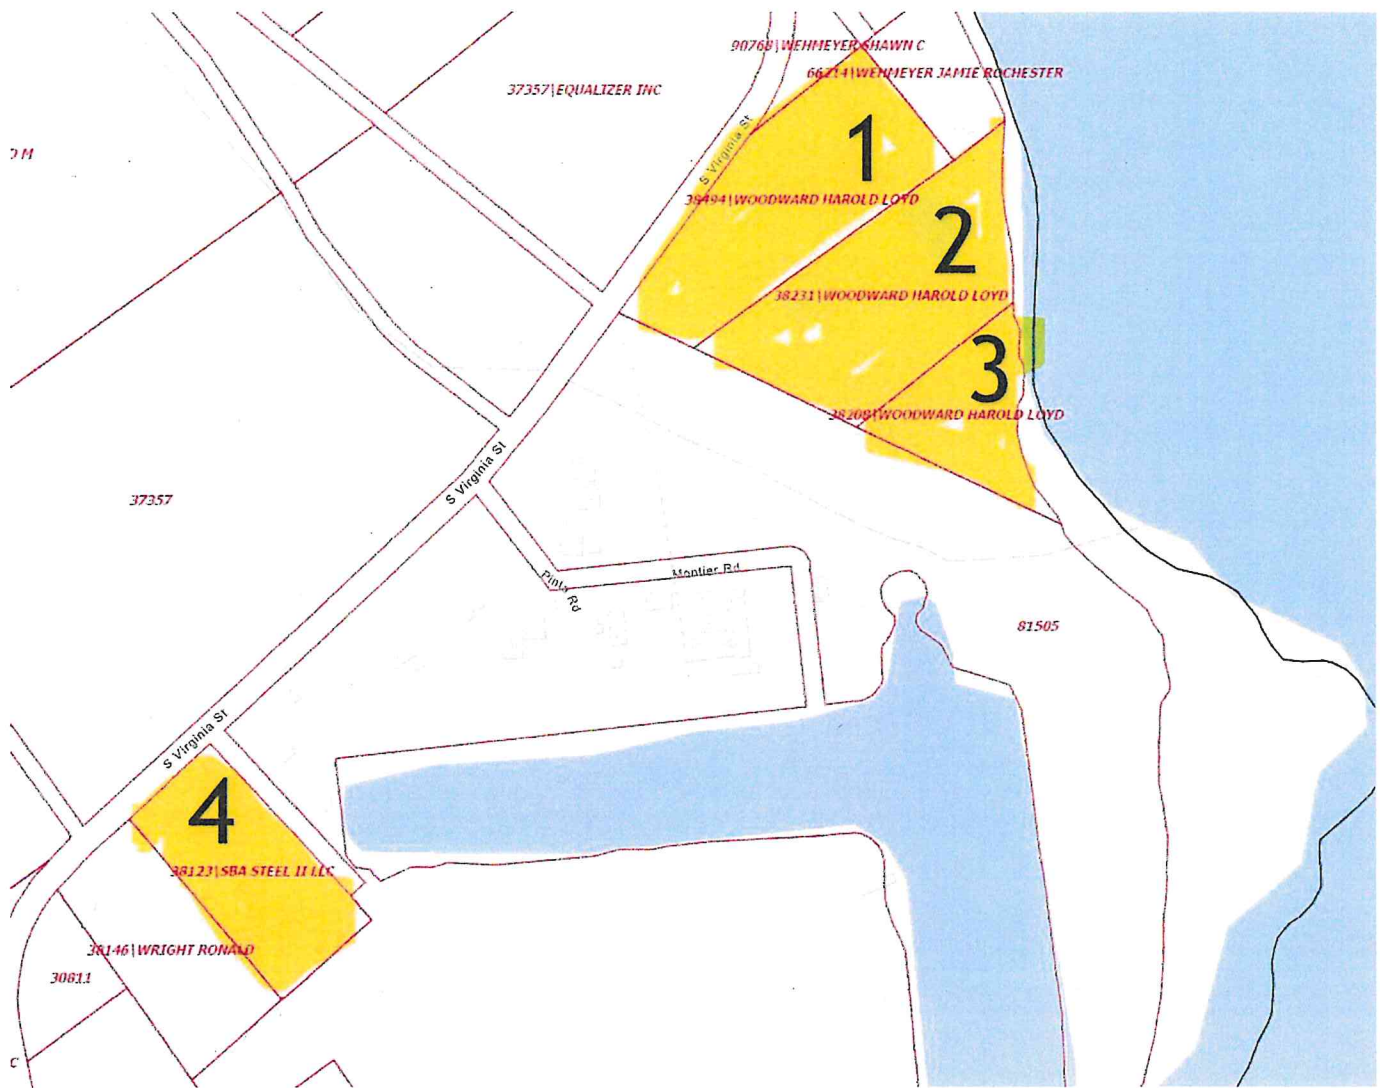 90768|WEHMEYER SHAWN C
66214|WEHMEYER JAMIE ROCHESTER
37357|EQUALIZER INC
S Virginia St
1
38494|WOODWARD HAROLD LOYD
2
38231|WOODWARD HAROLD LOYD
3
38208|WOODWARD HAROLD LOYD
S Virginia St
37357
Pinto Rd
Montier Rd
81505
S Virginia St
4
38123|SBA STEEL II LLC
38146|WRIGHT RONALD
30811
C